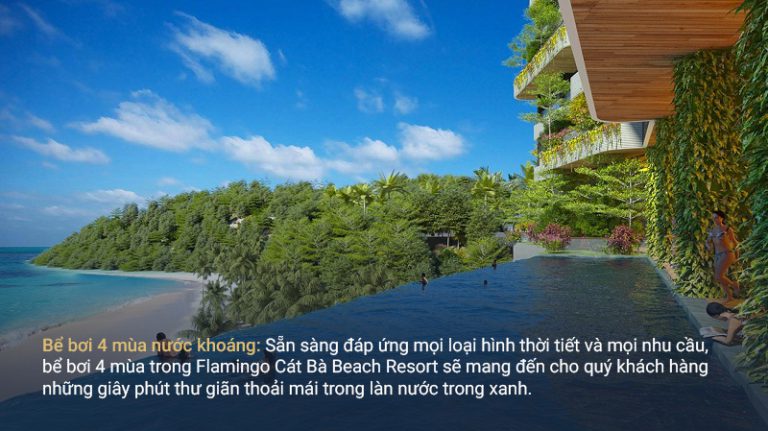 Bể bơi 4 mùa nước khoáng: Sẵn sàng đáp ứng mọi loại hình thời tiết và mọi nhu cầu,
bể bơi 4 mùa trong Flamingo Cát Bà Beach Resort sẽ mang đến cho quý khách hàng
những giây phút thư giãn thoải mái trong làn nước trong xanh.